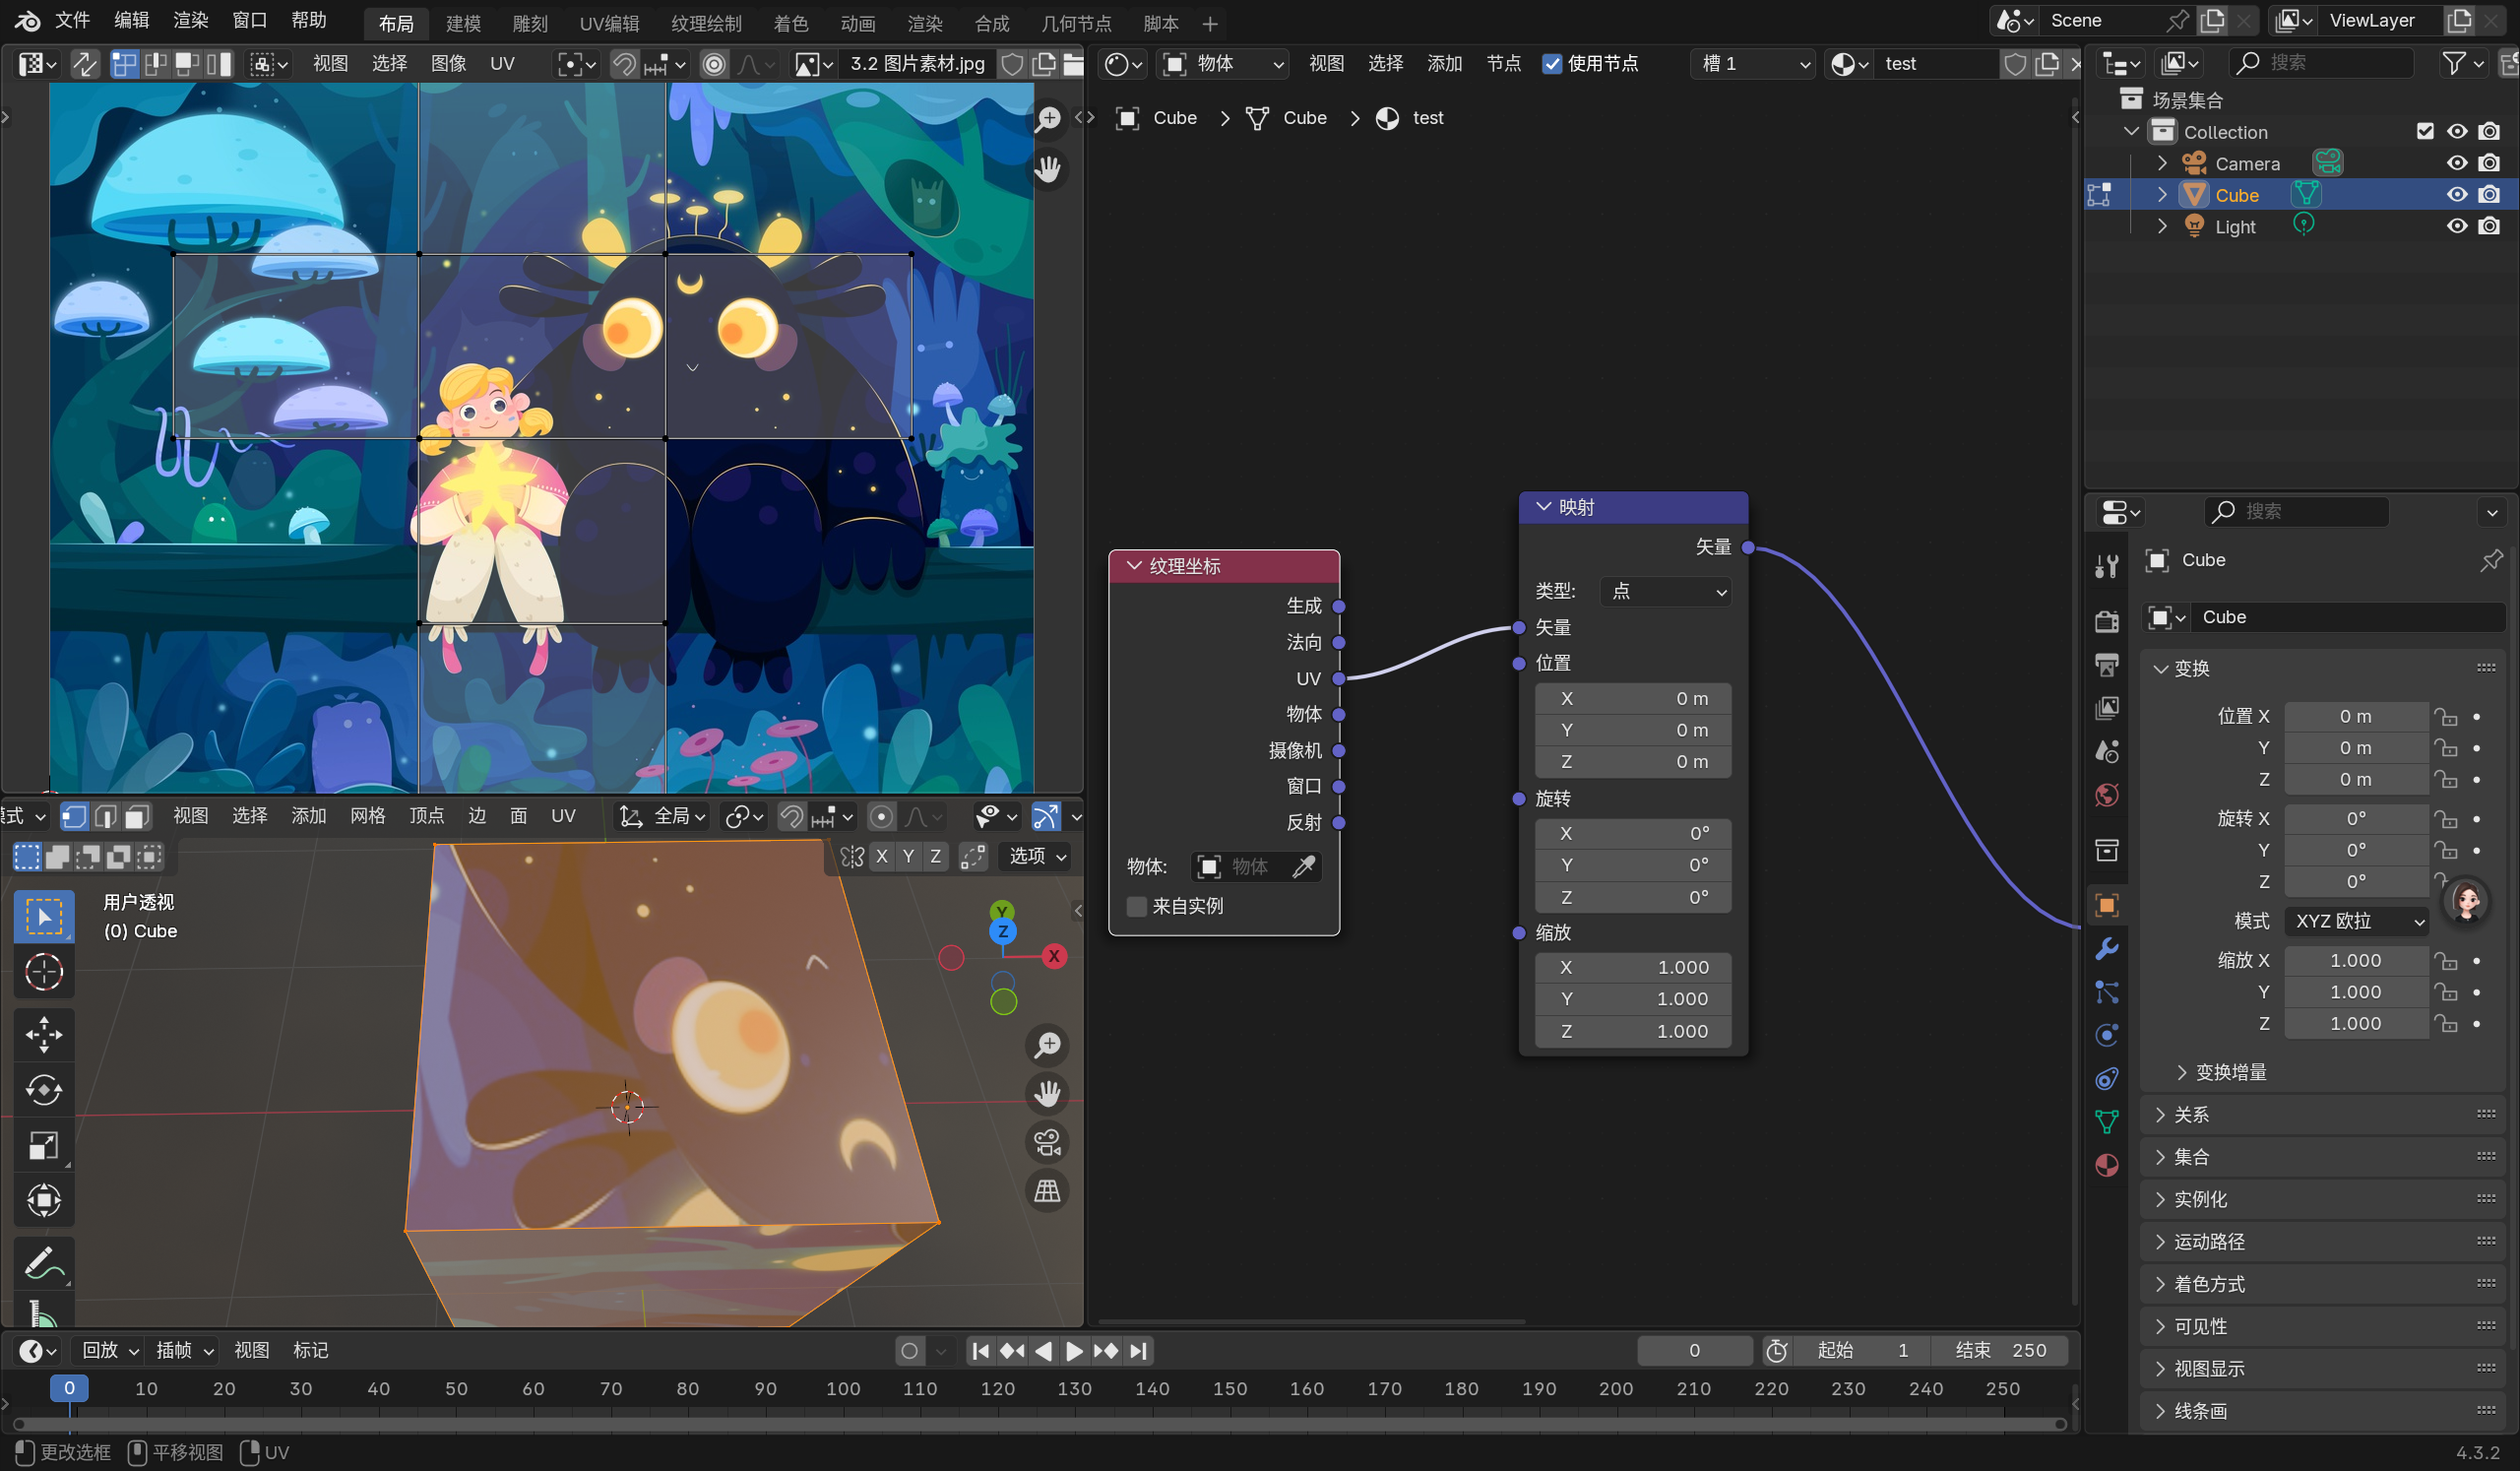 文件 编辑 渲染 窗口 帮助 布局 建模 雕刻 UV编辑 纹理绘制 着色 动画 渲染 合成 几何节点 脚本 + Scene ViewLayer
视图 选择 图像 UV 3.2 图片素材.jpg
物体 视图 选择 添加 节点 使用节点 槽 1 test
搜索
Cube > Cube > test
场景集合
Collection
Camera
Cube
Light
纹理坐标
生成
法向
UV
物体
摄像机
窗口
反射
物体: 物体
来自实例
映射
矢量
类型: 点
矢量
位置
X 0 m
Y 0 m
Z 0 m
旋转
X 0°
Y 0°
Z 0°
缩放
X 1.000
Y 1.000
Z 1.000
搜索
Cube
Cube
变换
位置 X 0 m
Y 0 m
Z 0 m
旋转 X 0°
Y 0°
Z 0°
模式 XYZ 欧拉
缩放 X 1.000
Y 1.000
Z 1.000
变换增量
关系
集合
实例化
运动路径
着色方式
可见性
视图显示
线条画
式 视图 选择 添加 网格 顶点 边 面 UV 全局
X Y Z 选项
用户透视
(0) Cube
Y
Z
X
回放 插帧 视图 标记 0 起始 1 结束 250
0 10 20 30 40 50 60 70 80 90 100 110 120 130 140 150 160 170 180 190 200 210 220 230 240 250
更改选框 平移视图 UV 4.3.2